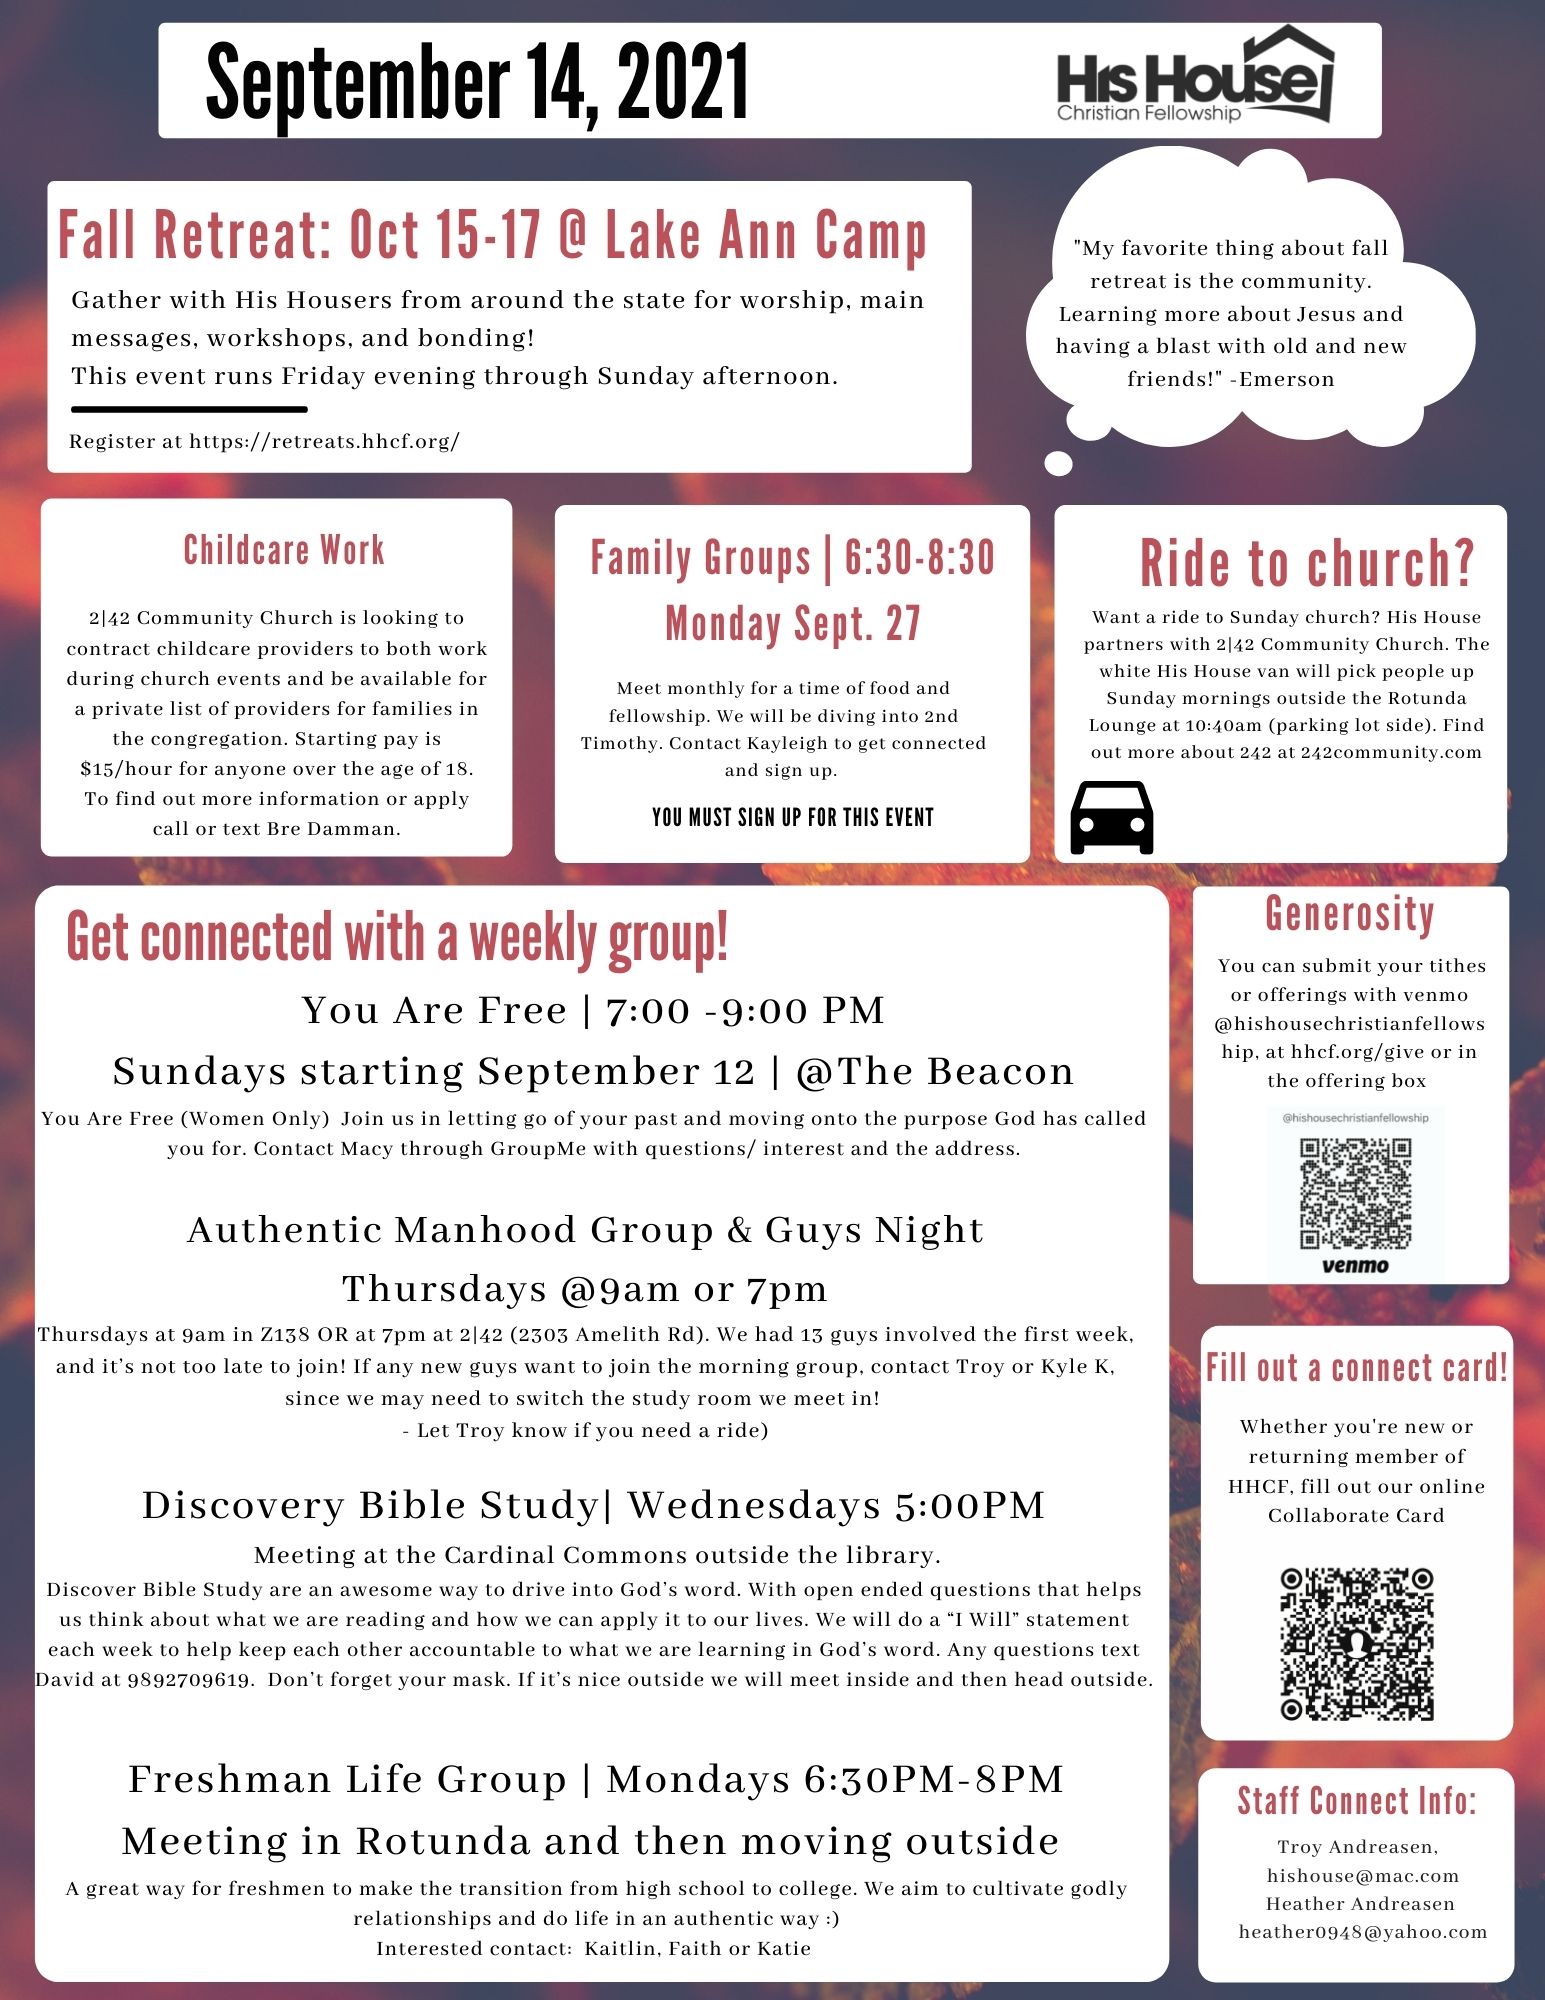 September 14, 2021
His House
Christian Fellowship
Fall Retreat: Oct 15-17 @ Lake Ann Camp
Gather with His Housers from around the state for worship, main
messages, workshops, and bonding!
This event runs Friday evening through Sunday afternoon.
Register at https://retreats.hhcf.org/
"My favorite thing about fall
retreat is the community.
Learning more about Jesus and
having a blast with old and new
friends!" -Emerson
Childcare Work
2|42 Community Church is looking to
contract childcare providers to both work
during church events and be available for
a private list of providers for families in
the congregation. Starting pay is
$15/hour for anyone over the age of 18.
To find out more information or apply
call or text Bre Damman.
Family Groups | 6:30-8:30
Monday Sept. 27
Meet monthly for a time of food and
fellowship. We will be diving into 2nd
Timothy. Contact Kayleigh to get connected
and sign up.
YOU MUST SIGN UP FOR THIS EVENT
Ride to church?
Want a ride to Sunday church? His House
partners with 2|42 Community Church. The
white His House van will pick people up
Sunday mornings outside the Rotunda
Lounge at 10:40am (parking lot side). Find
out more about 242 at 242community.com
Get connected with a weekly group!
You Are Free | 7:00 -9:00 PM
Sundays starting September 12 | @The Beacon
You Are Free (Women Only)  Join us in letting go of your past and moving onto the purpose God has called
you for. Contact Macy through GroupMe with questions/ interest and the address.
Authentic Manhood Group & Guys Night
Thursdays @9am or 7pm
Thursdays at 9am in Z138 OR at 7pm at 2|42 (2303 Amelith Rd). We had 13 guys involved the first week,
and it's not too late to join! If any new guys want to join the morning group, contact Troy or Kyle K,
since we may need to switch the study room we meet in!
- Let Troy know if you need a ride)
Discovery Bible Study| Wednesdays 5:00PM
Meeting at the Cardinal Commons outside the library.
Discover Bible Study are an awesome way to drive into God's word. With open ended questions that helps
us think about what we are reading and how we can apply it to our lives. We will do a “I Will” statement
each week to help keep each other accountable to what we are learning in God's word. Any questions text
David at 9892709619.  Don't forget your mask. If it's nice outside we will meet inside and then head outside.
Freshman Life Group | Mondays 6:30PM-8PM
Meeting in Rotunda and then moving outside
A great way for freshmen to make the transition from high school to college. We aim to cultivate godly
relationships and do life in an authentic way :)
Interested contact:  Kaitlin, Faith or Katie
Generosity
You can submit your tithes
or offerings with venmo
@hishousechristianfellows
hip, at hhcf.org/give or in
the offering box
@hishousechristianfellowship
venmo
Fill out a connect card!
Whether you're new or
returning member of
HHCF, fill out our online
Collaborate Card
Staff Connect Info:
Troy Andreasen,
hishouse@mac.com
Heather Andreasen
heather0948@yahoo.com